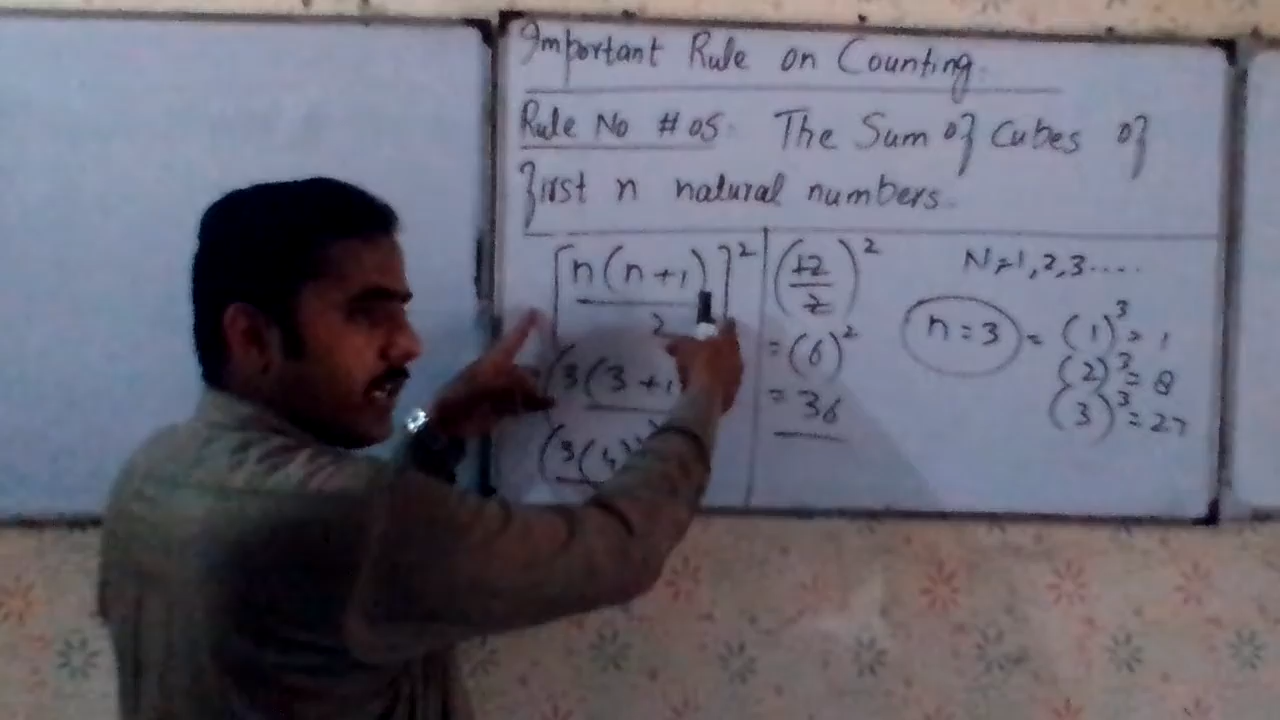 Important Rule on Counting.
Rule No #05. The Sum of Cubes of
first n natural numbers.
[n(n+1)/2]²
(3(3+1)
(3(4)
(12/2)²
=(6)²
=36
N=1,2,3.....
n=3 = (1)³=1
(2)³=8
(3)³=27